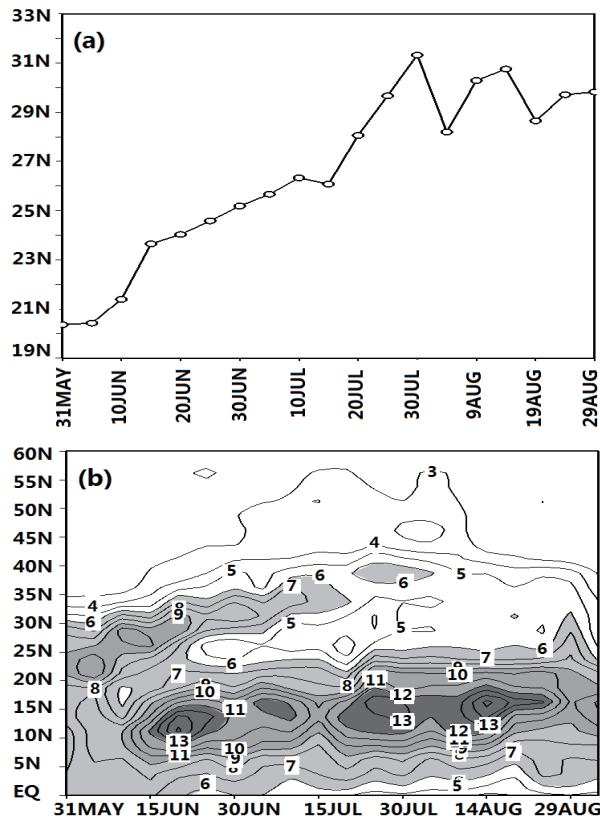 33N
(a)
31N
29N
27N
25N
23N
21N
19N
31MAY 10JUN 20JUN 30JUN 10JUL 20JUL 30JUL 9AUG 19AUG 29AUG
60N
(b)
55N
3
50N
45N
4
40N
5 6 5
7 6
35N
4 8
6 9
30N
5 5
25N
6 7 6
20N
7 11 9
8 9 8 10
10 12
15N
11
13 13
10N
13 10 12
11 9
8 7
5N
7
6 5
EQ
31MAY 15JUN 30JUN 15JUL 30JUL 14AUG 29AUG